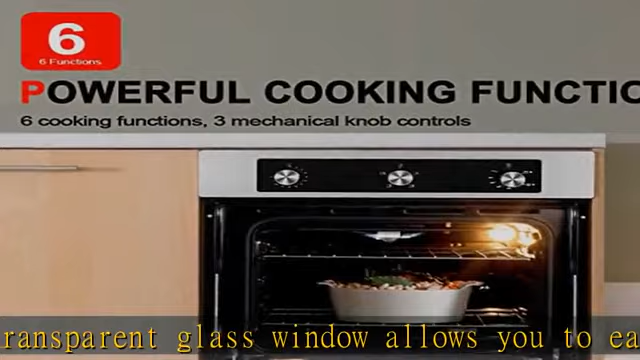 6
6 Functions
POWERFUL COOKING FUNCTIO
6 cooking functions, 3 mechanical knob controls
ransparent glass window allows you to ea